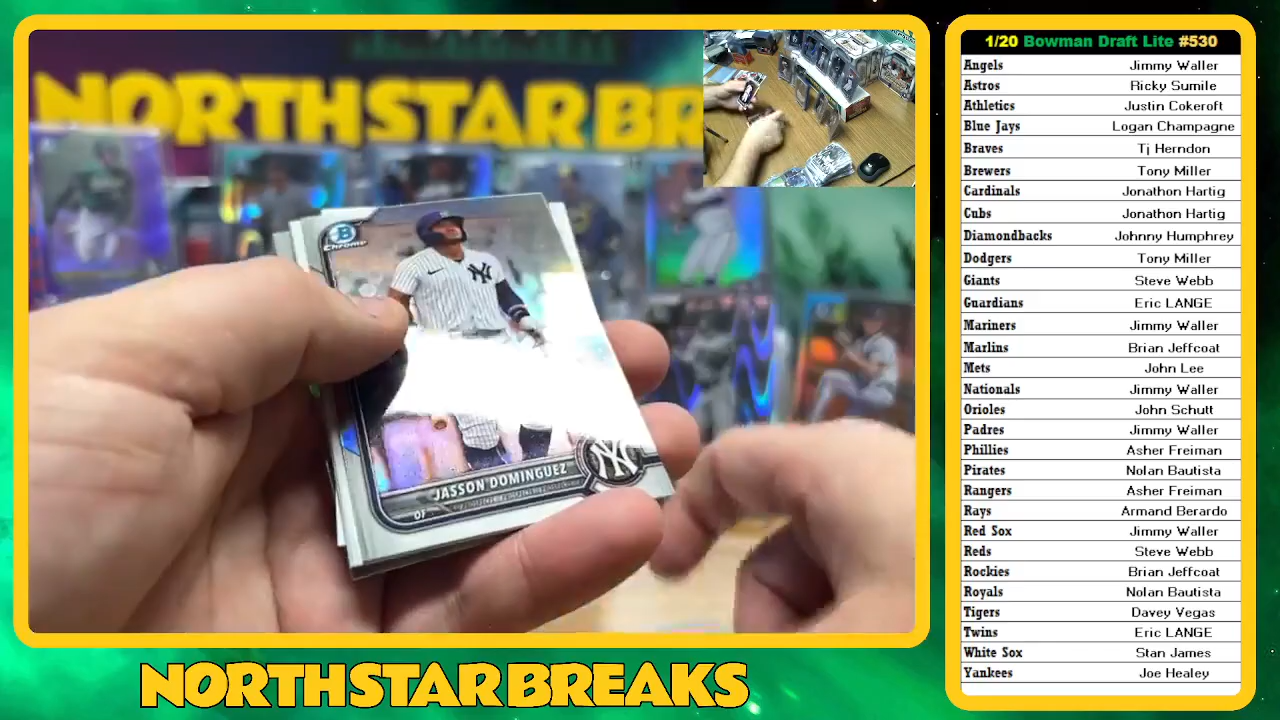 NORTHSTAR BREA
B
Chrome
NY
JASSON DOMINGUEZ
OF
NY
NORTHSTAR BREAKS
1/20 Bowman Draft Lite #530
Angels Jimmy Waller
Astros Ricky Sumile
Athletics Justin Cokeroft
Blue Jays Logan Champagne
Braves Tj Herndon
Brewers Tony Miller
Cardinals Jonathon Hartig
Cubs Jonathon Hartig
Diamondbacks Johnny Humphrey
Dodgers Tony Miller
Giants Steve Webb
Guardians Eric LANGE
Mariners Jimmy Waller
Marlins Brian Jeffcoat
Mets John Lee
Nationals Jimmy Waller
Orioles John Schutt
Padres Jimmy Waller
Phillies Asher Freiman
Pirates Nolan Bautista
Rangers Asher Freiman
Rays Armand Berardo
Red Sox Jimmy Waller
Reds Steve Webb
Rockies Brian Jeffcoat
Royals Nolan Bautista
Tigers Davey Vegas
Twins Eric LANGE
White Sox Stan James
Yankees Joe Healey